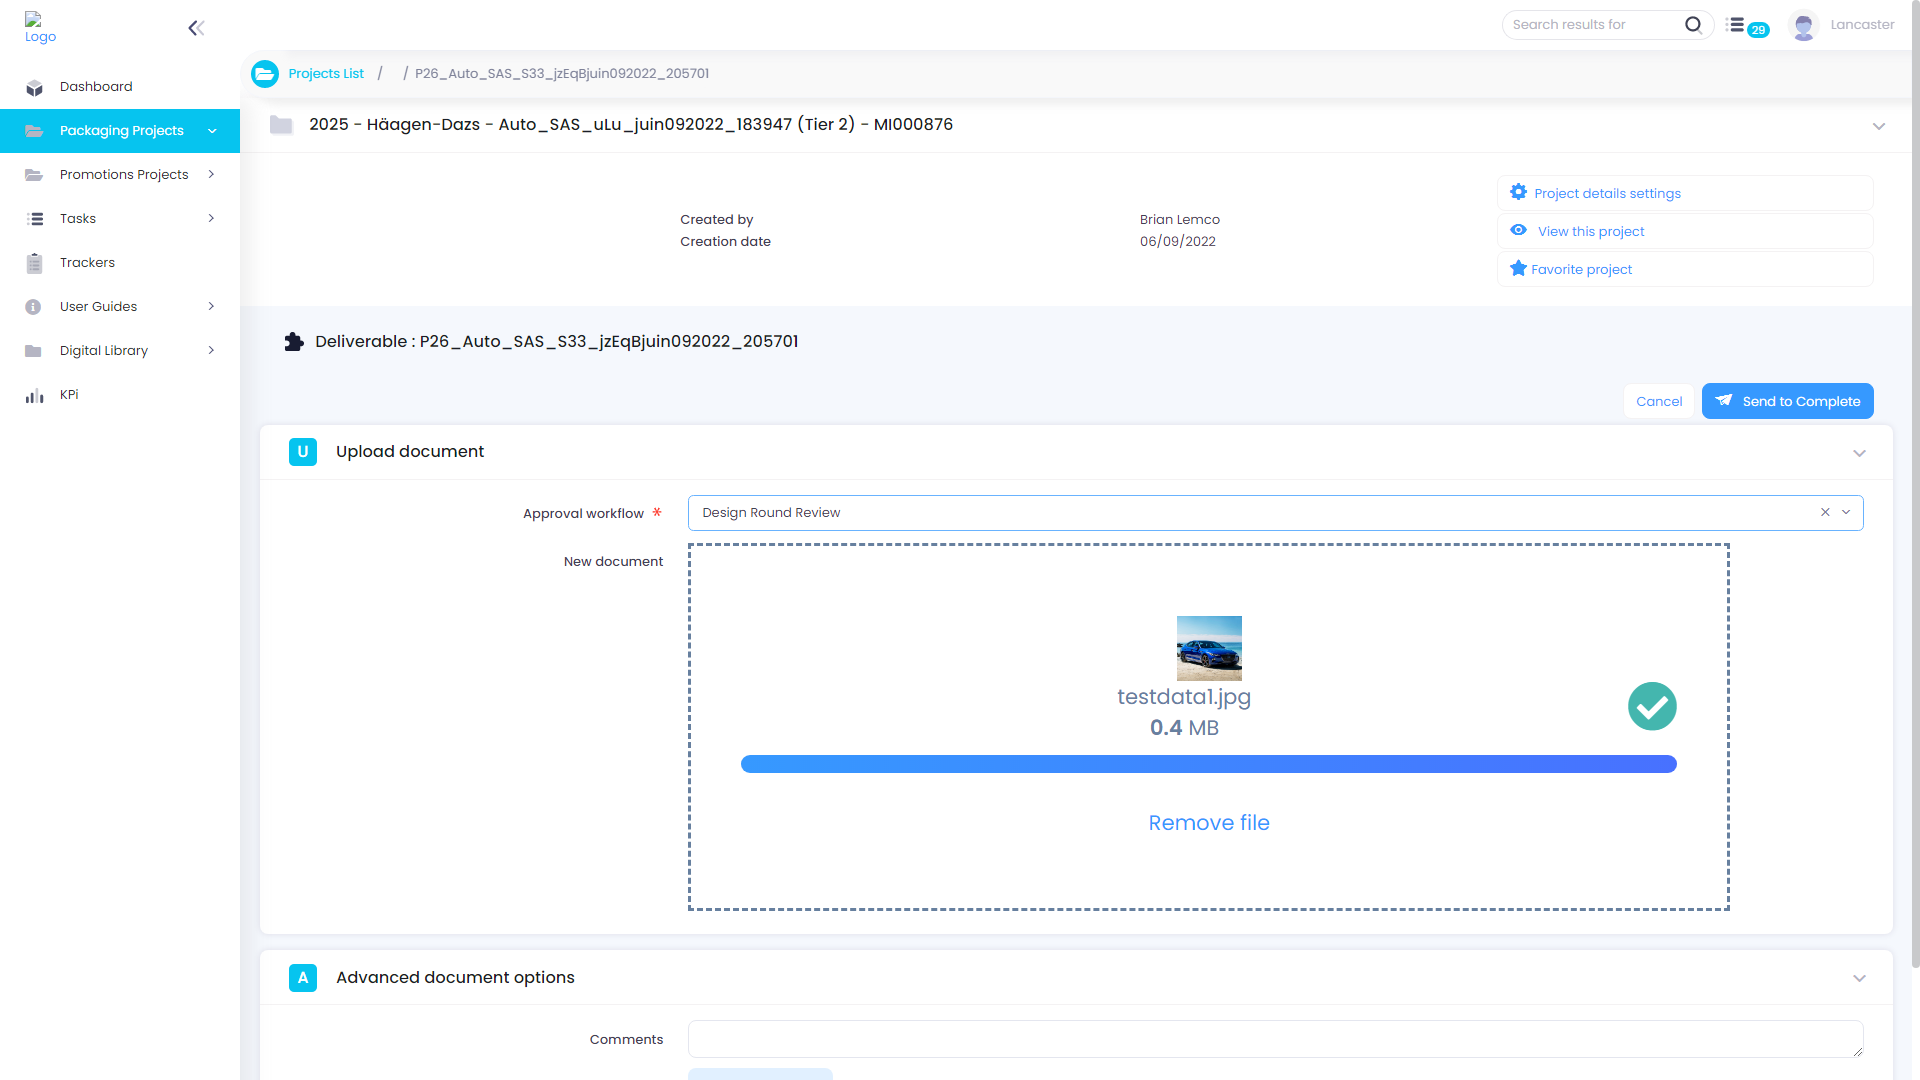 Logo
Search results for
29
Lancaster
Dashboard
Packaging Projects
Promotions Projects
Tasks
Trackers
User Guides
Digital Library
KPi
Projects List / / P26_Auto_SAS_S33_jzEqBjuin092022_205701
2025 - Häagen-Dazs - Auto_SAS_uLu_juin092022_183947 (Tier 2) - MI000876
Created by Brian Lemco
Creation date 06/09/2022
Project details settings
View this project
Favorite project
Deliverable : P26_Auto_SAS_S33_jzEqBjuin092022_205701
Cancel
Send to Complete
U Upload document
Approval workflow * Design Round Review
New document
testdata1.jpg
0.4 MB
Remove file
A Advanced document options
Comments